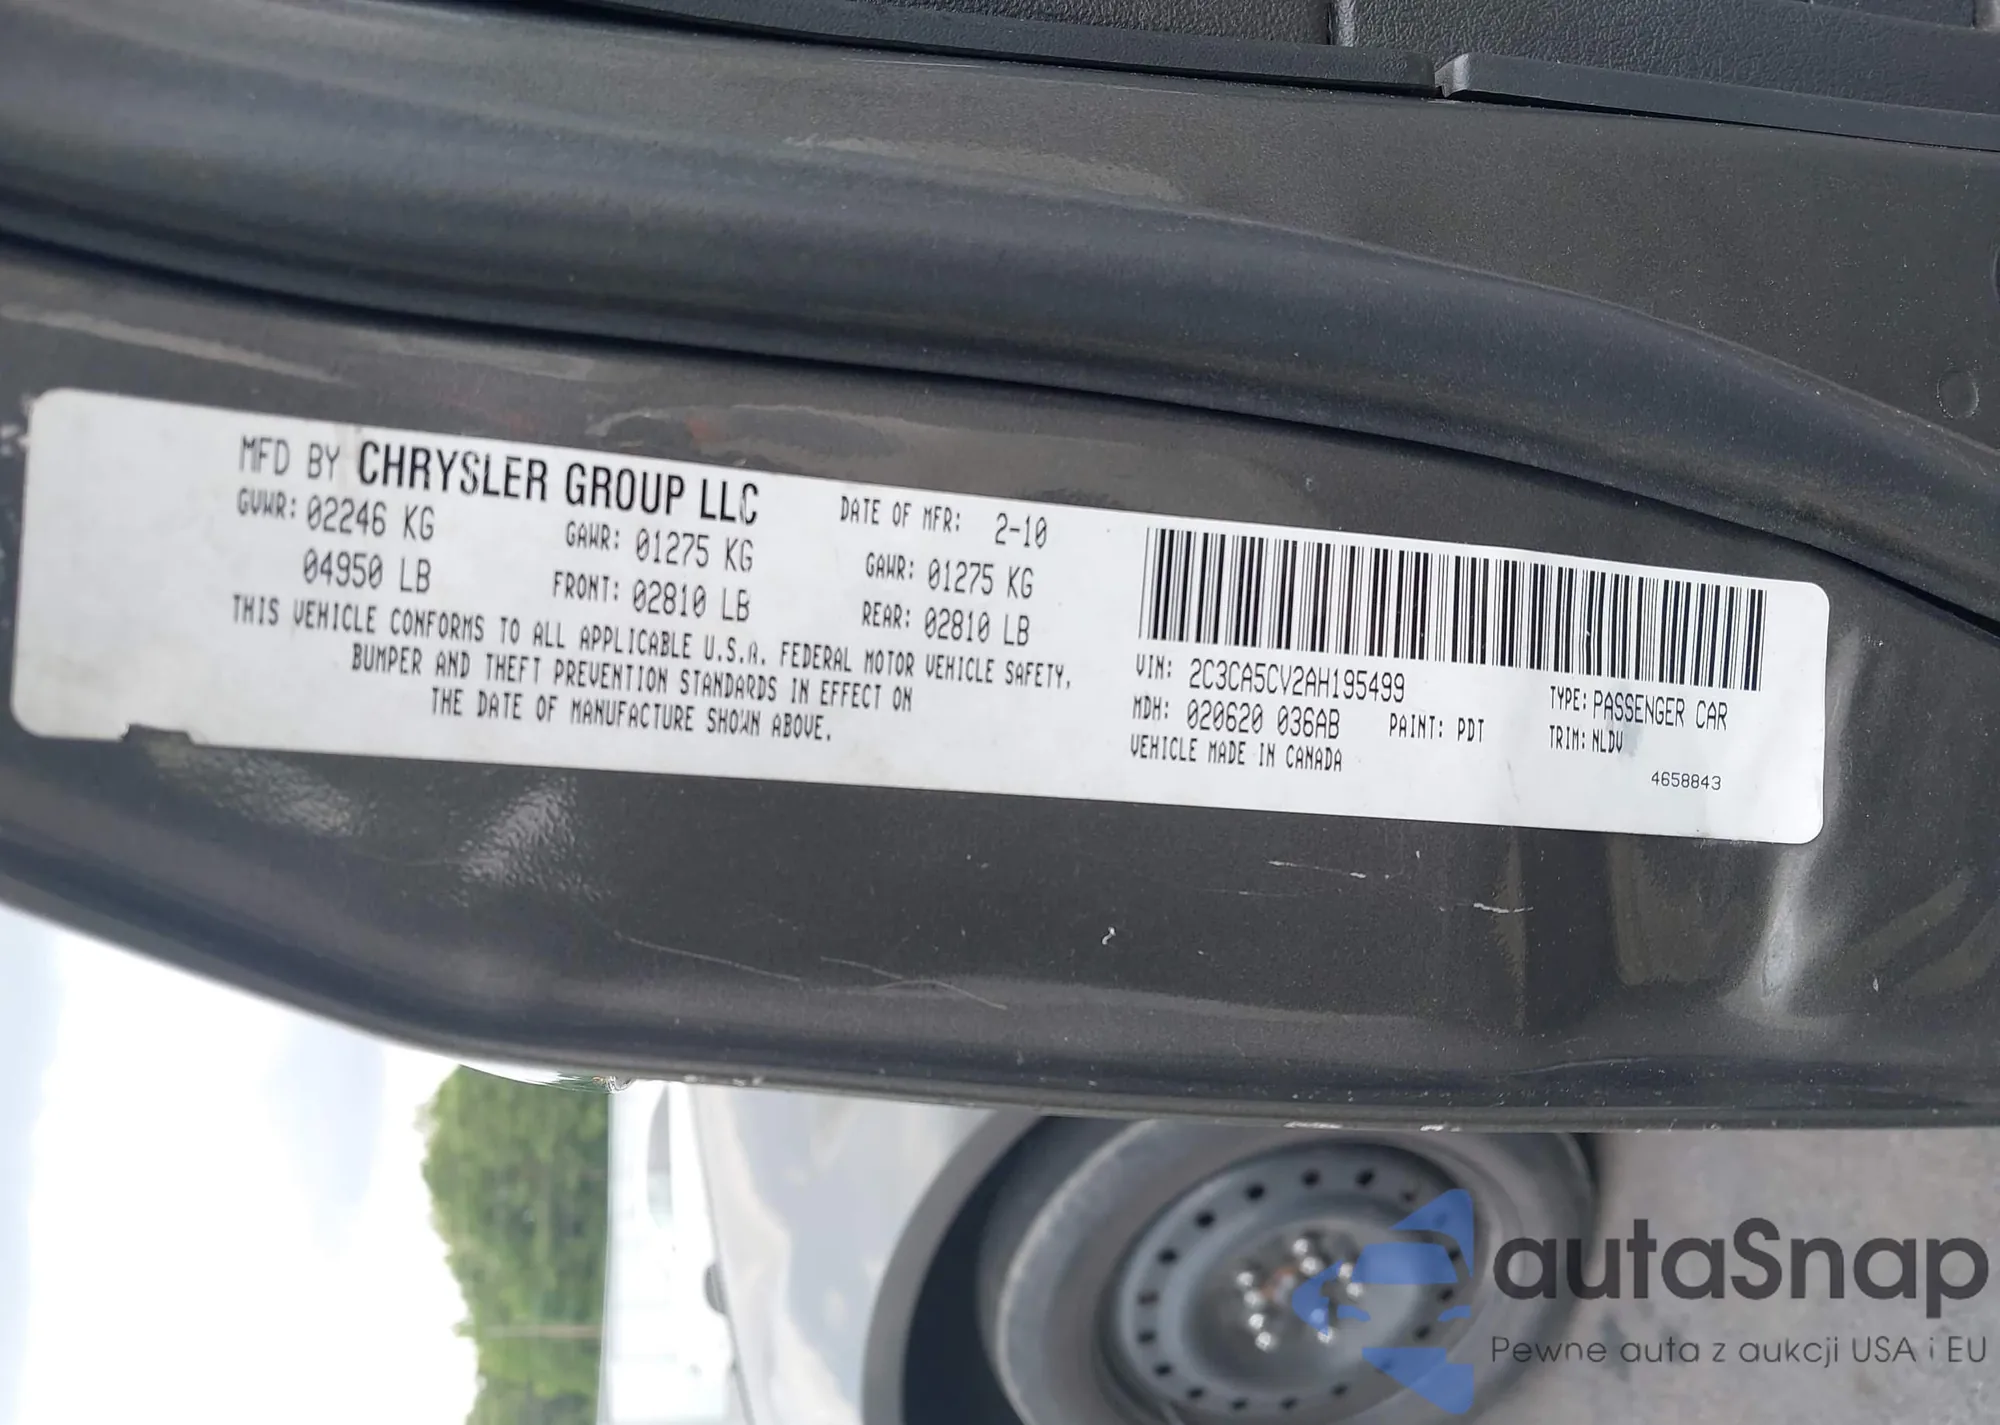 MFD BY CHRYSLER GROUP LLC DATE OF MFR: 2-10
GVWR: 02246 KG GAWR: 01275 KG GAWR: 01275 KG
04950 LB FRONT: 02810 LB REAR: 02810 LB
THIS VEHICLE CONFORMS TO ALL APPLICABLE U.S.A. FEDERAL MOTOR VEHICLE SAFETY,
BUMPER AND THEFT PREVENTION STANDARDS IN EFFECT ON
THE DATE OF MANUFACTURE SHOWN ABOVE.
VIN: 2C3CA5CV2AH195499 TYPE: PASSENGER CAR
MDH: 020620 036AB PAINT: PDT TRIM: NLDV
VEHICLE MADE IN CANADA
4658843
autaSnap
Pewne auta z aukcji USA i EU